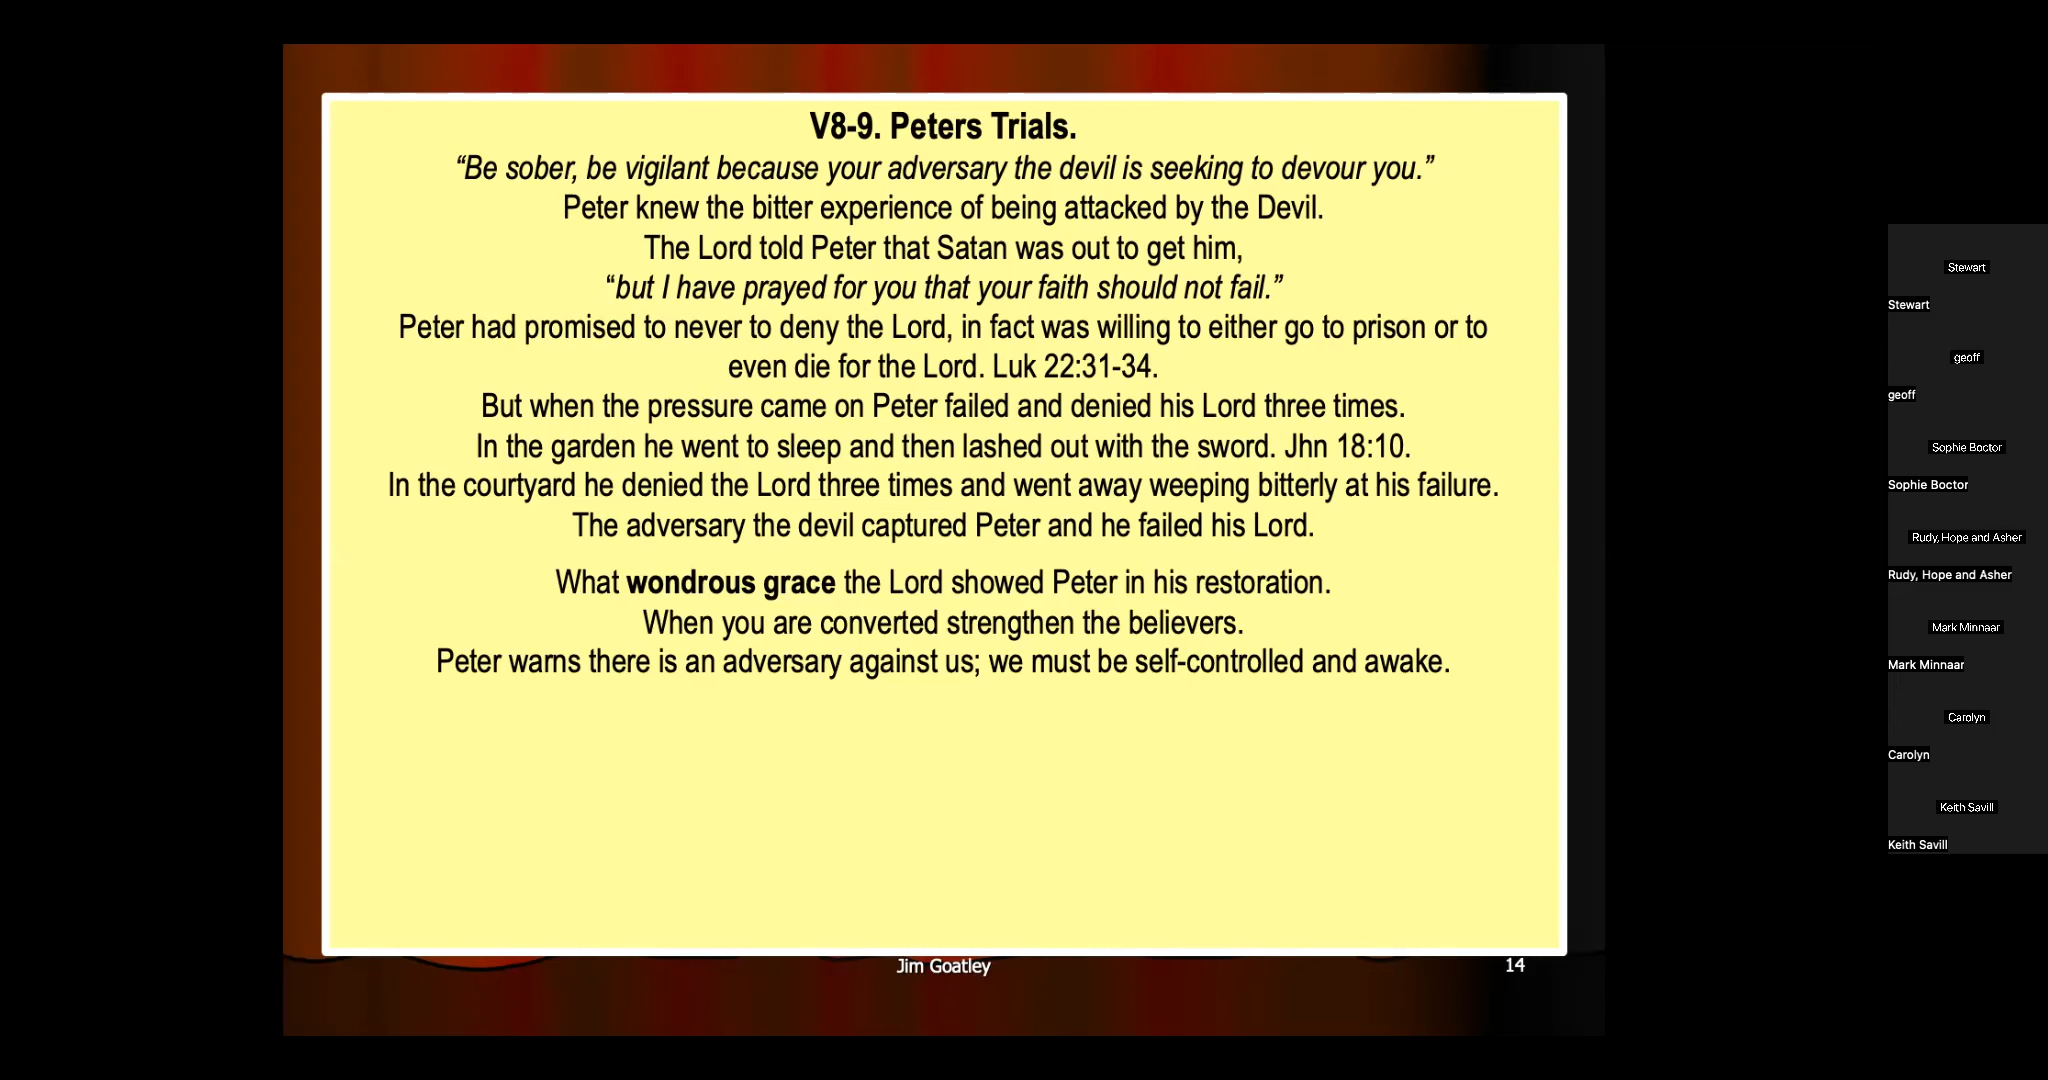 V8-9. Peters Trials.
“Be sober, be vigilant because your adversary the devil is seeking to devour you.”
Peter knew the bitter experience of being attacked by the Devil.
The Lord told Peter that Satan was out to get him,
“but I have prayed for you that your faith should not fail.”
Peter had promised to never to deny the Lord, in fact was willing to either go to prison or to
even die for the Lord. Luk 22:31-34.
But when the pressure came on Peter failed and denied his Lord three times.
In the garden he went to sleep and then lashed out with the sword. Jhn 18:10.
In the courtyard he denied the Lord three times and went away weeping bitterly at his failure.
The adversary the devil captured Peter and he failed his Lord.
What wondrous grace the Lord showed Peter in his restoration.
When you are converted strengthen the believers.
Peter warns there is an adversary against us; we must be self-controlled and awake.
Jim Goatley
14
Stewart
Stewart
geoff
geoff
Sophie Boctor
Sophie Boctor
Rudy, Hope and Asher
Rudy, Hope and Asher
Mark Minnaar
Mark Minnaar
Carolyn
Carolyn
Keith Savill
Keith Savill